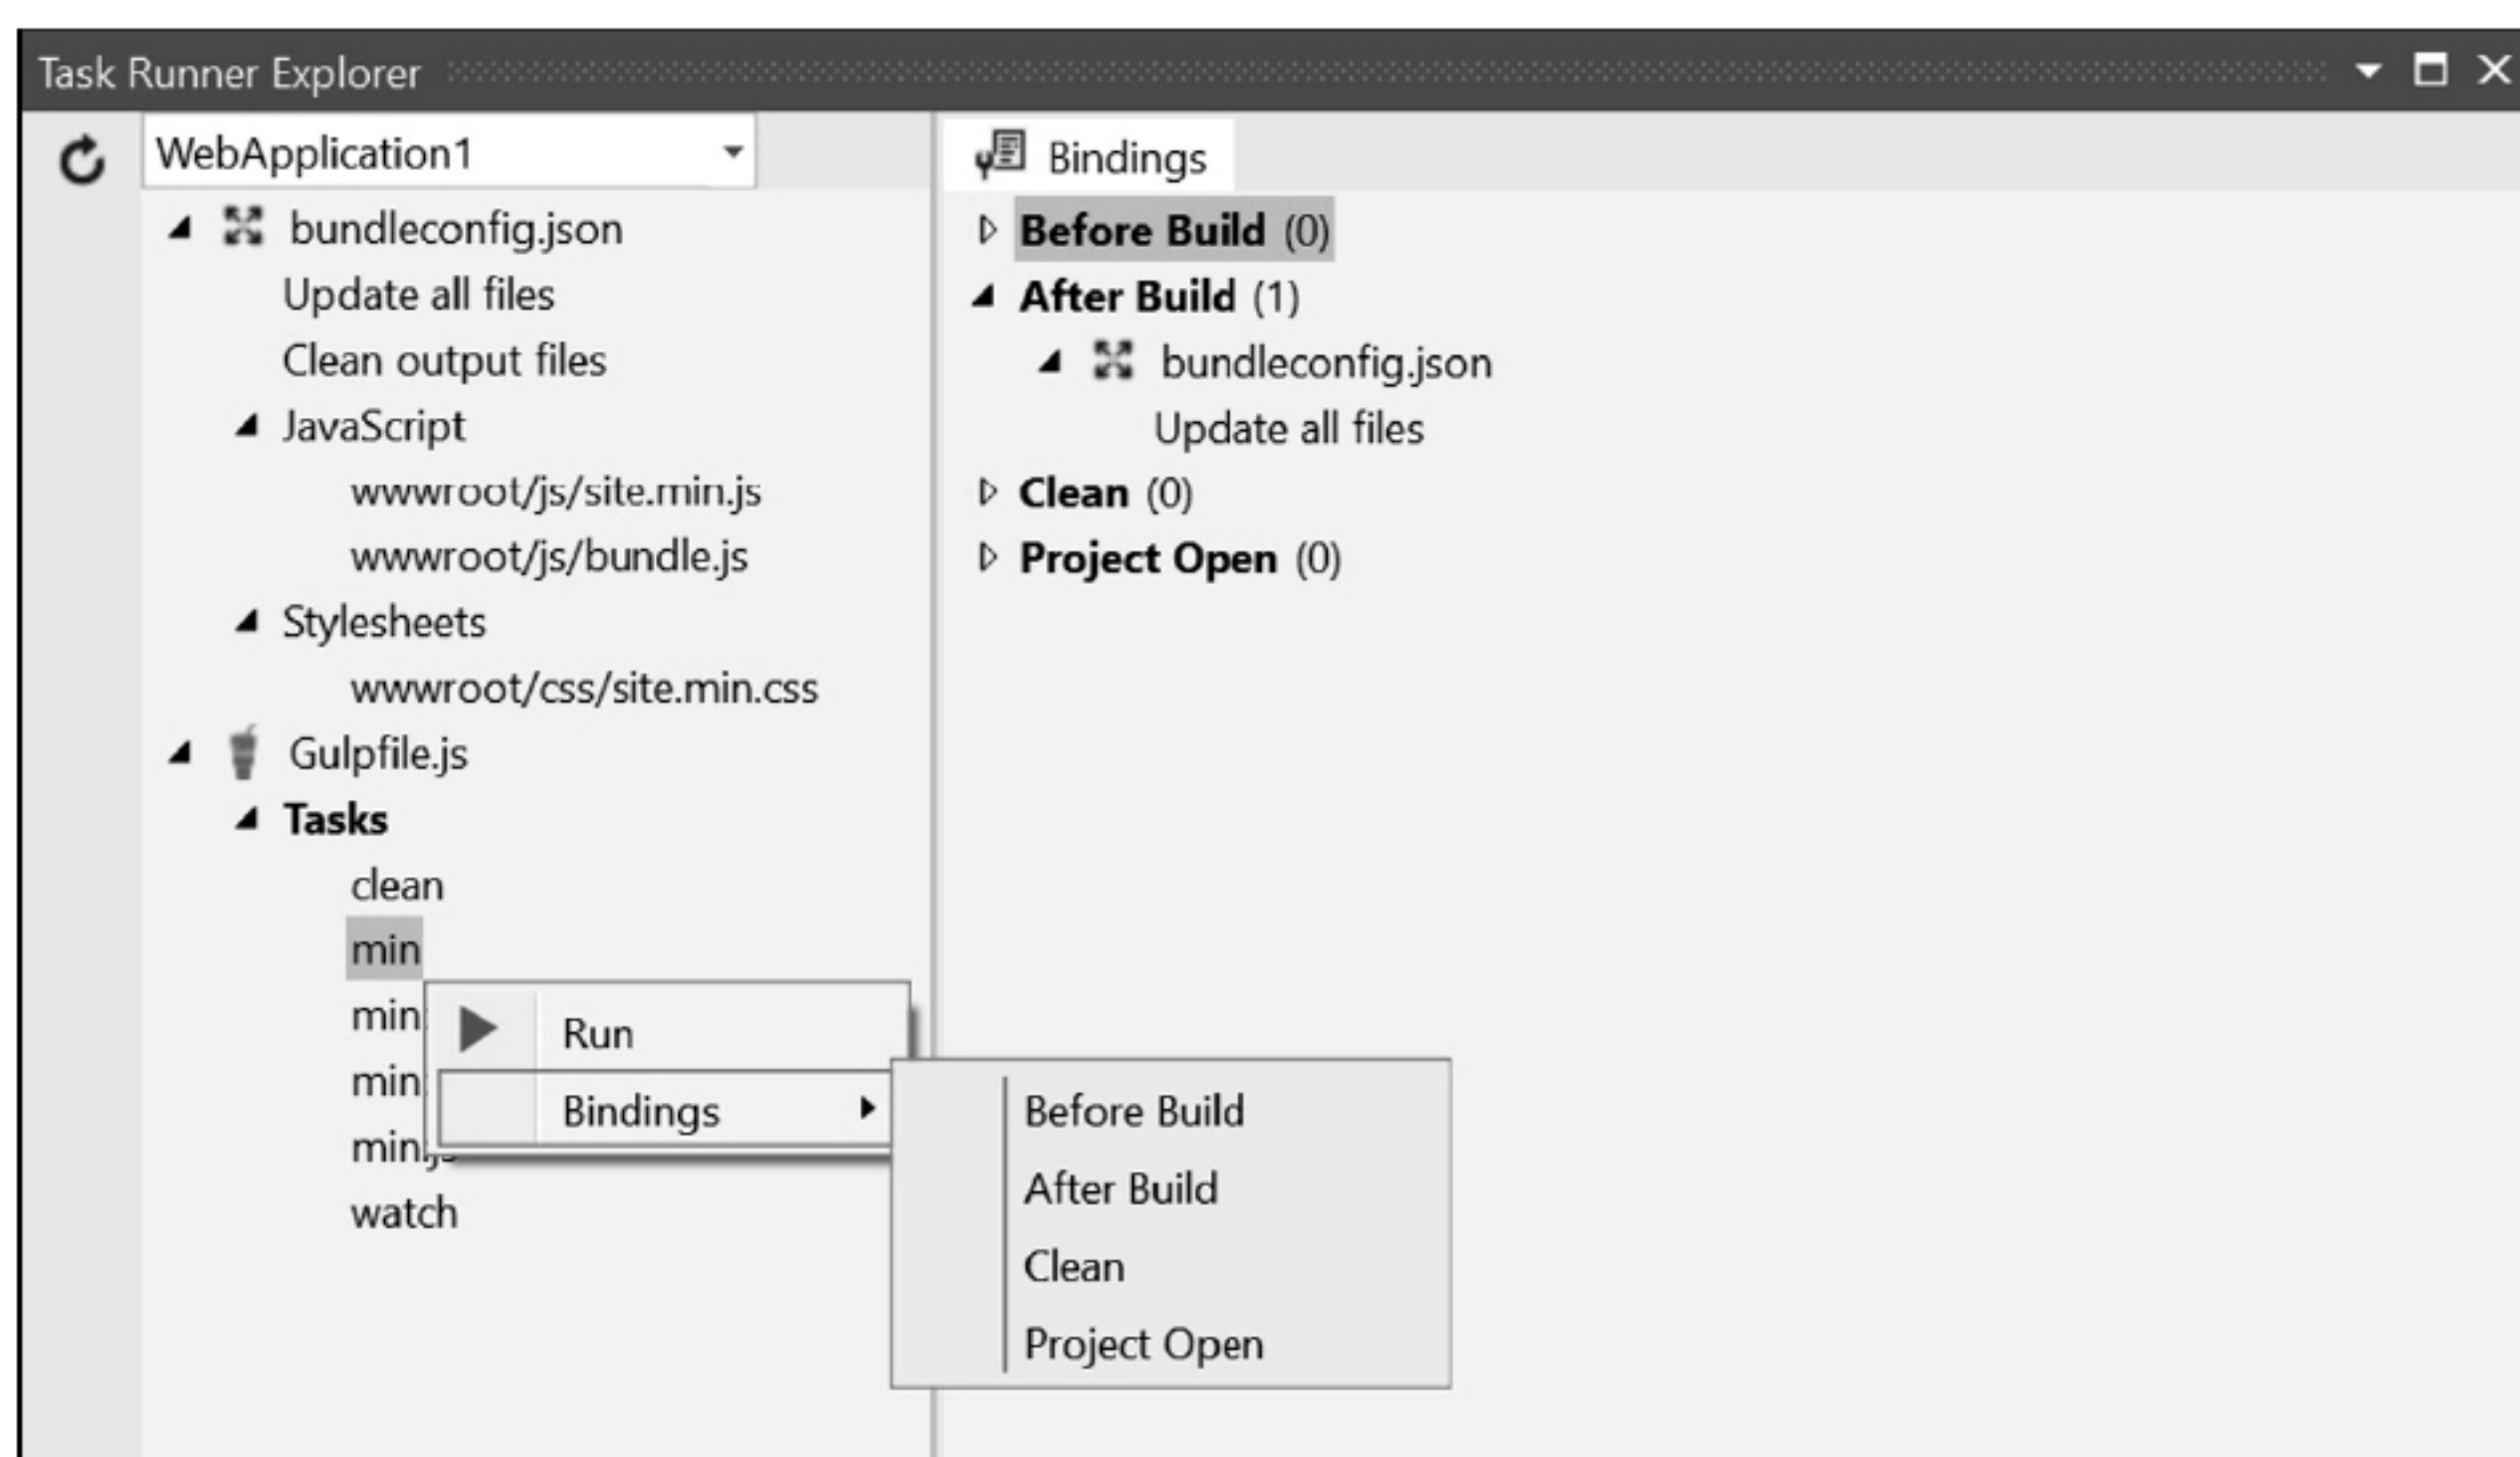 Task Runner Explorer
WebApplication1
bundleconfig.json
Update all files
Clean output files
JavaScript
wwwroot/js/site.min.js
wwwroot/js/bundle.js
Stylesheets
wwwroot/css/site.min.css
Gulpfile.js
Tasks
clean
min
min
min
min.js
watch
Run
Bindings
Before Build
After Build
Clean
Project Open
Bindings
Before Build (0)
After Build (1)
bundleconfig.json
Update all files
Clean (0)
Project Open (0)